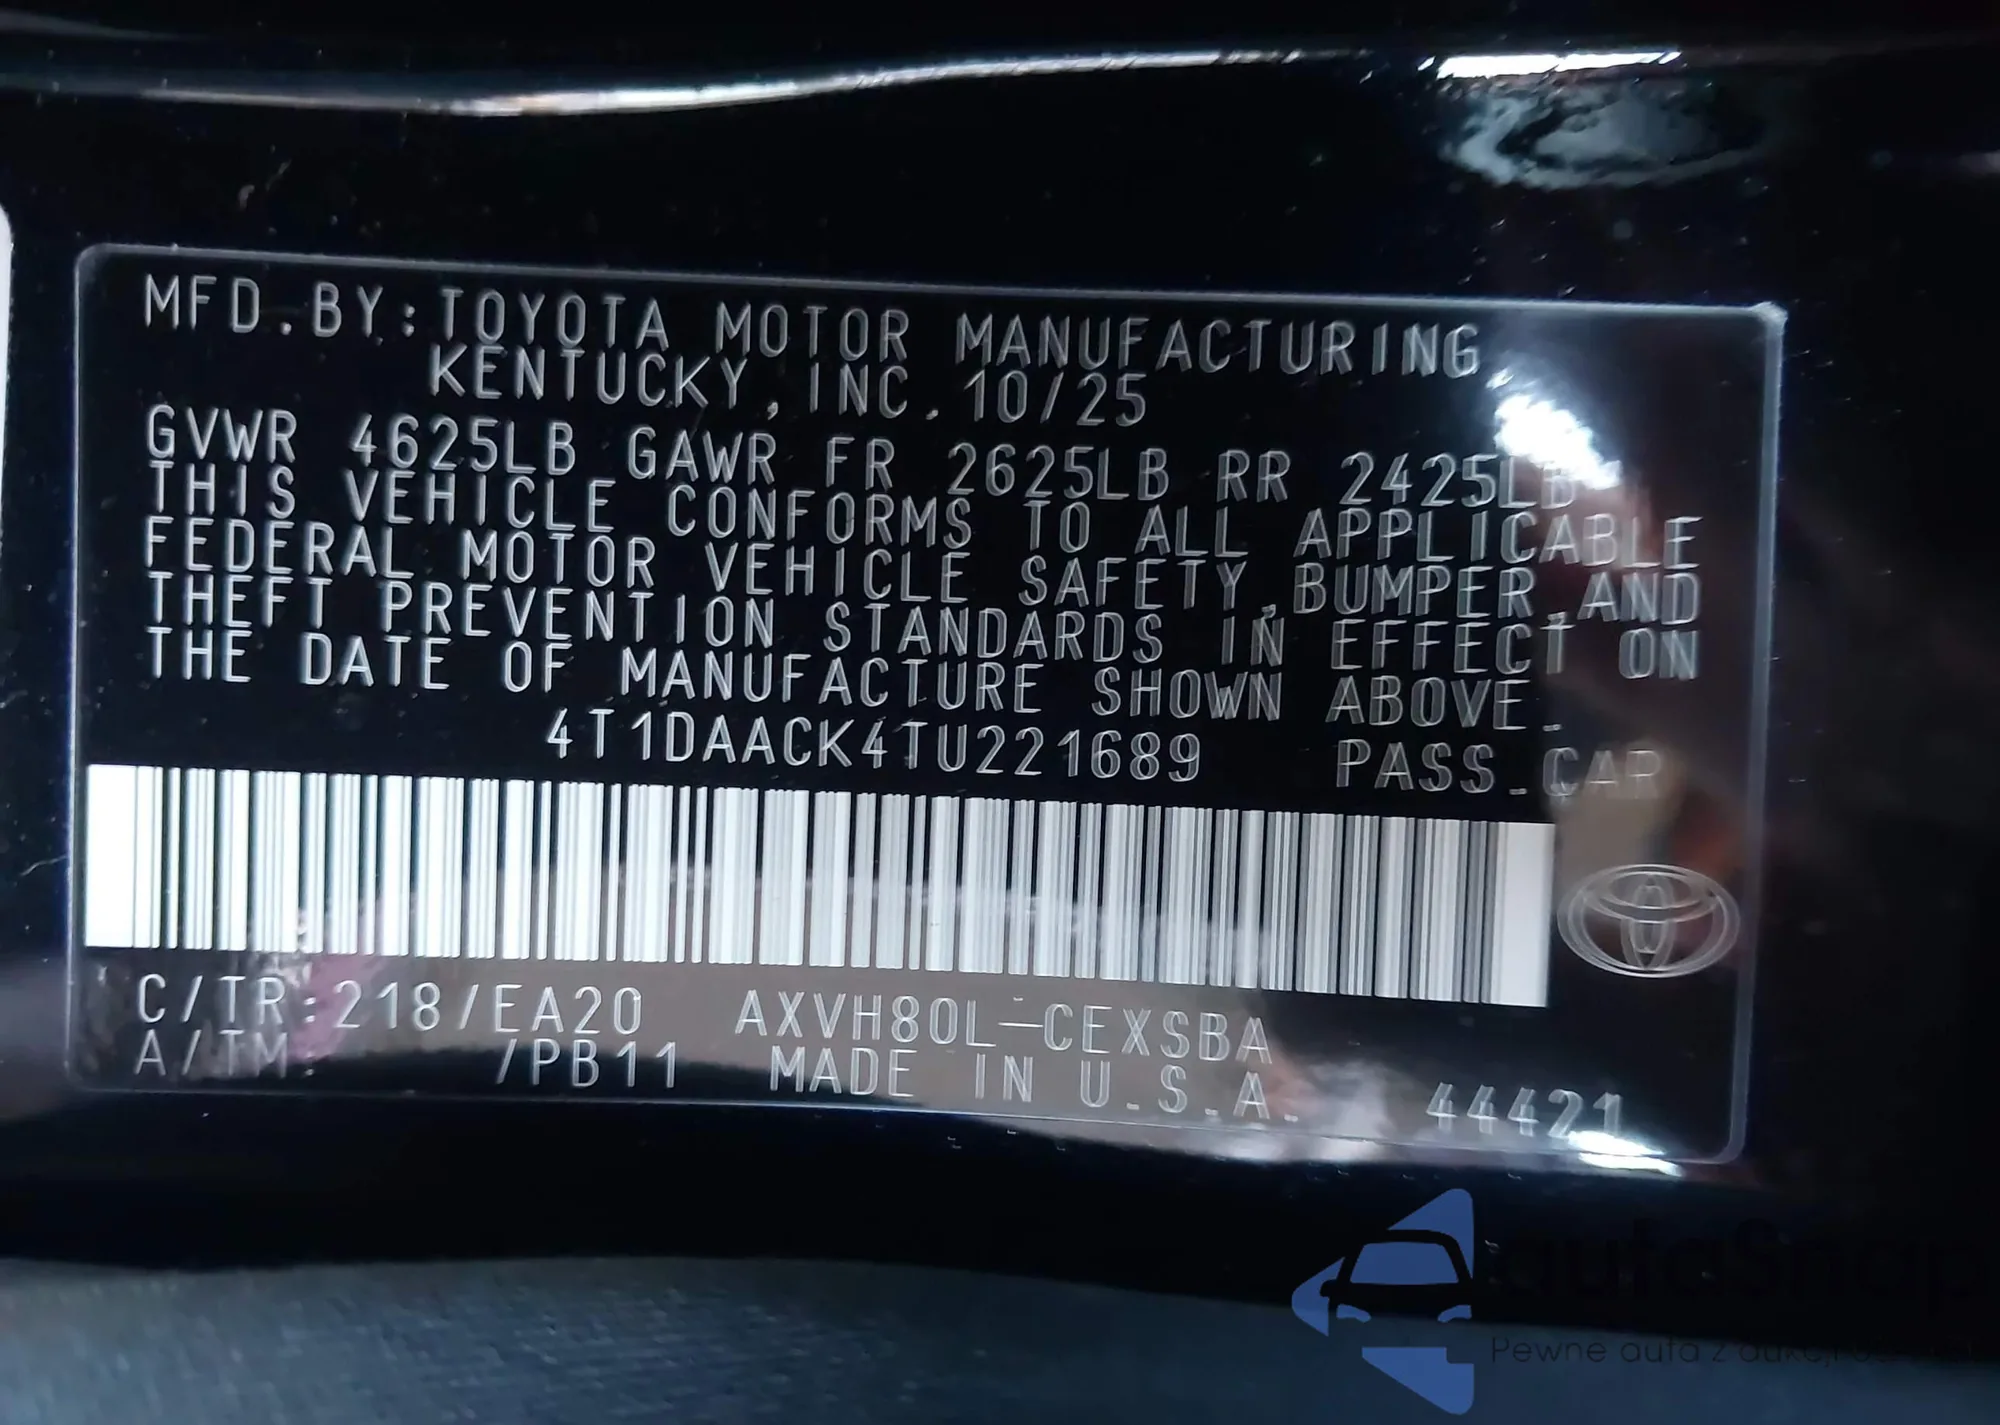 MFD.BY:TOYOTA MOTOR MANUFACTURING
KENTUCKY,INC. 10/25
GVWR 4625LB GAWR FR 2625LB RR 2425LB
THIS VEHICLE CONFORMS TO ALL APPLICABLE
FEDERAL MOTOR VEHICLE SAFETY,BUMPER,AND
THEFT PREVENTION STANDARDS IN EFFECT ON
THE DATE OF MANUFACTURE SHOWN ABOVE.
4T1DAACK4TU221689 PASS.CAR
C/TR:218/EA20 AXVH80L-CEXSBA
A/TM: /PB11 MADE IN U.S.A. 44421
Pewne auta z